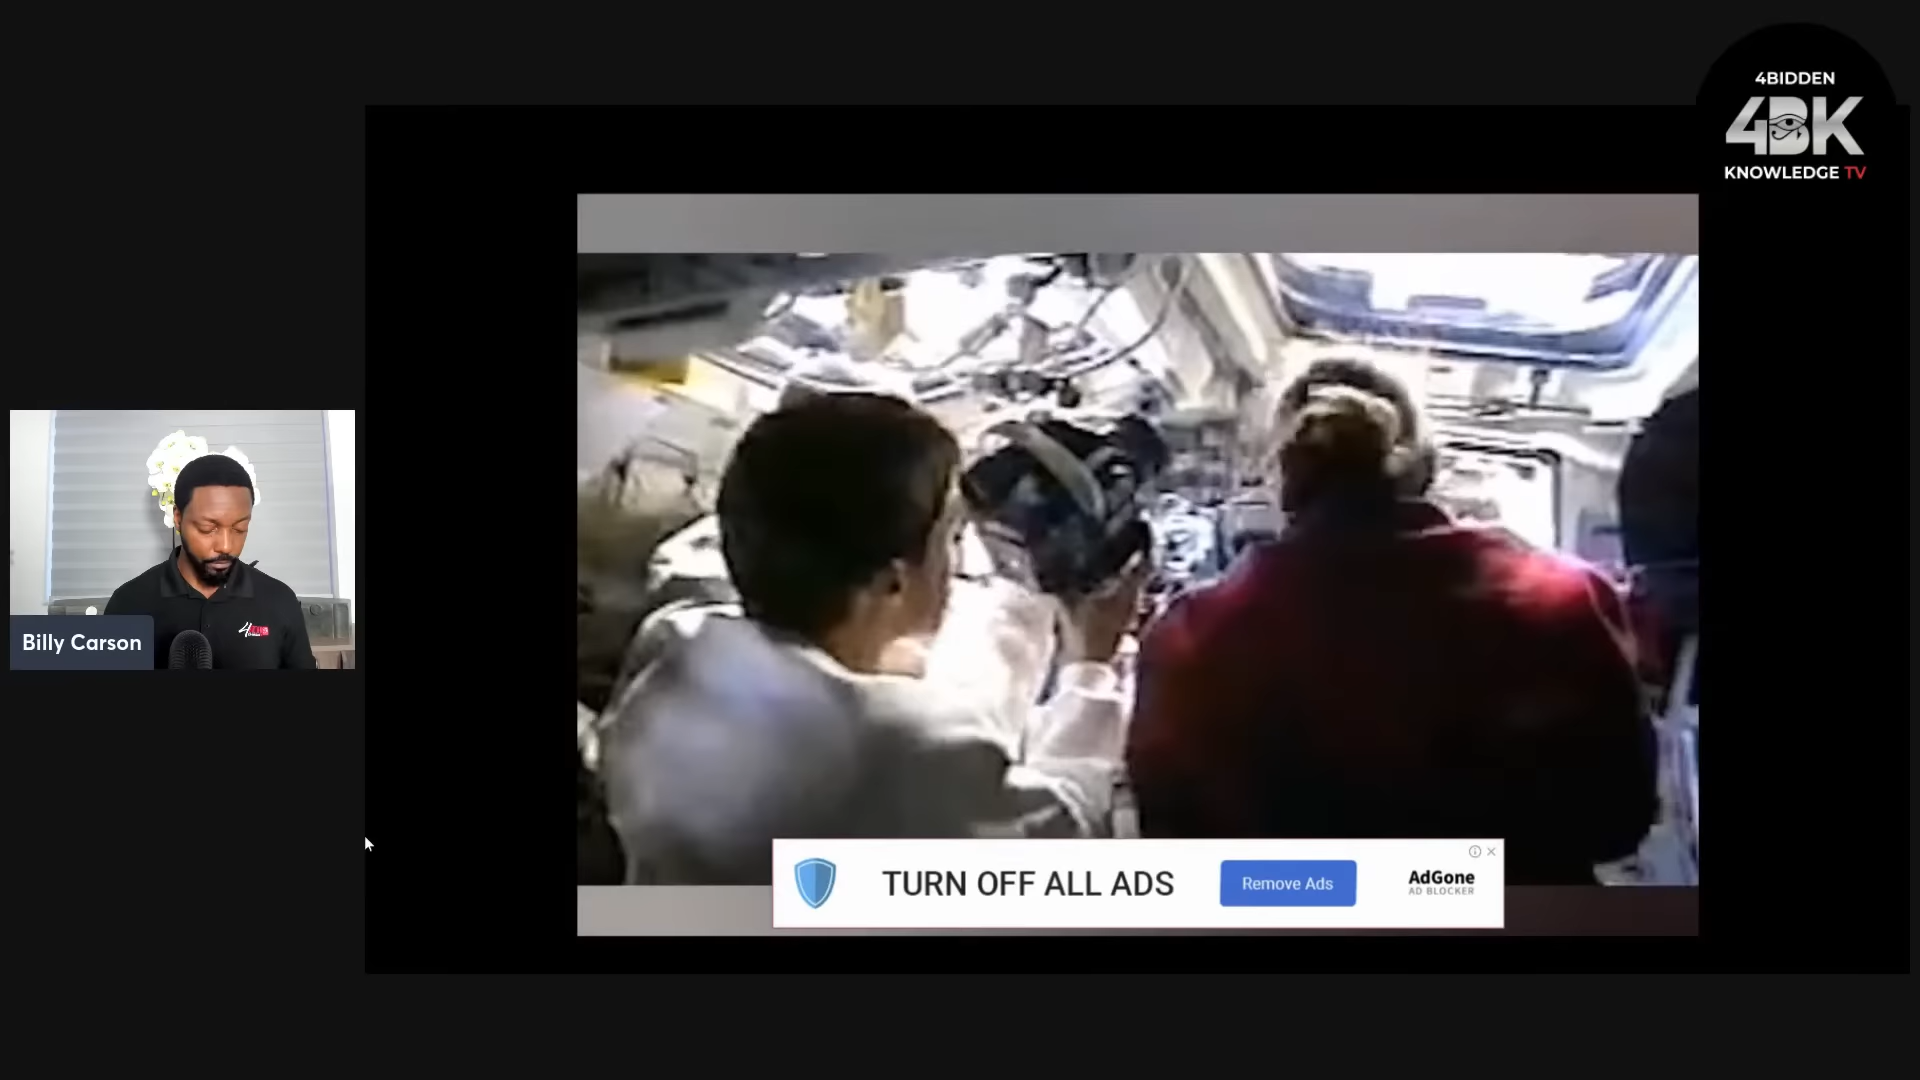 4BIDDEN
4BK
KNOWLEDGE TV
Billy Carson
TURN OFF ALL ADS
Remove Ads
AdGone
AD BLOCKER